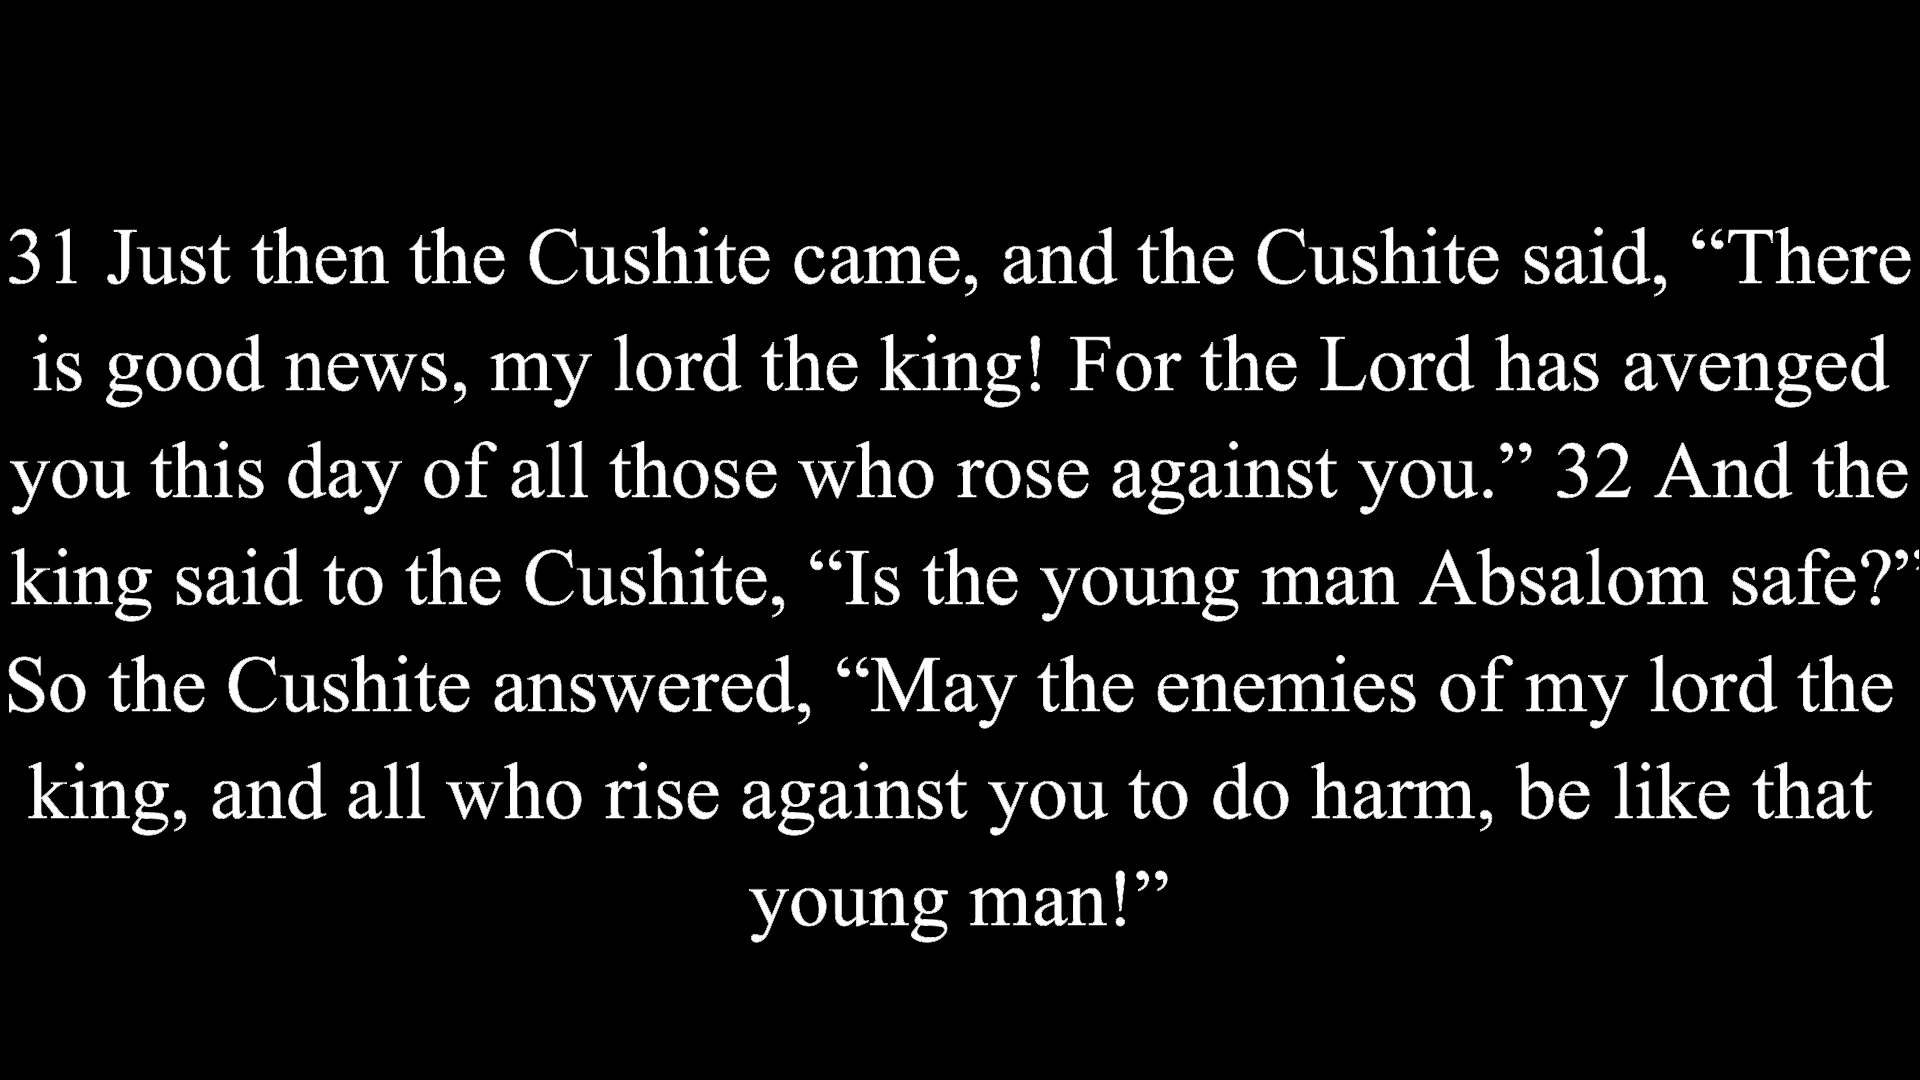 31 Just then the Cushite came, and the Cushite said, “There
is good news, my lord the king! For the Lord has avenged
you this day of all those who rose against you.” 32 And the
king said to the Cushite, “Is the young man Absalom safe?”
So the Cushite answered, “May the enemies of my lord the
king, and all who rise against you to do harm, be like that
young man!”